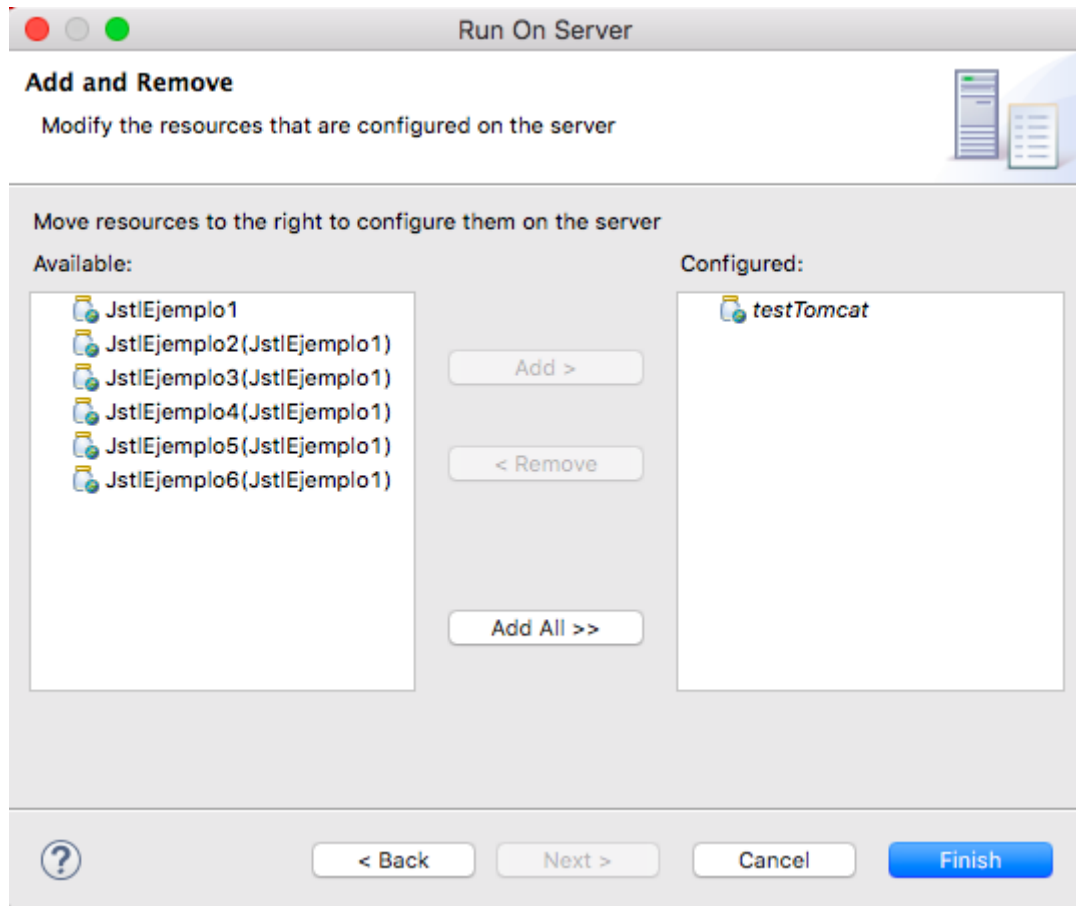 Run On Server
Add and Remove
Modify the resources that are configured on the server
Move resources to the right to configure them on the server
Available:
JstlEjemplo1
JstlEjemplo2(JstlEjemplo1)
JstlEjemplo3(JstlEjemplo1)
JstlEjemplo4(JstlEjemplo1)
JstlEjemplo5(JstlEjemplo1)
JstlEjemplo6(JstlEjemplo1)
Add >
< Remove
Add All >>
Configured:
testTomcat
?
< Back
Next >
Cancel
Finish